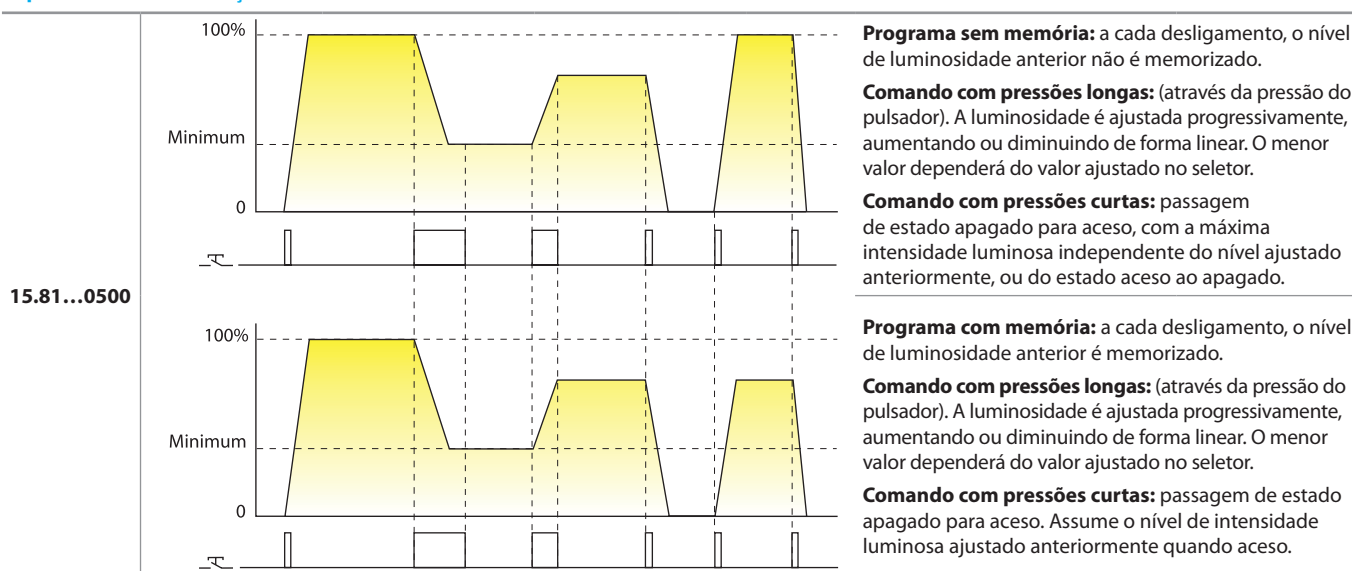 100%
Minimum
0
15.81…0500
100%
Minimum
0
Programa sem memória: a cada desligamento, o nível
de luminosidade anterior não é memorizado.
Comando com pressões longas: (através da pressão do
pulsador). A luminosidade é ajustada progressivamente,
aumentando ou diminuindo de forma linear. O menor
valor dependerá do valor ajustado no seletor.
Comando com pressões curtas: passagem
de estado apagado para aceso, com a máxima
intensidade luminosa independente do nível ajustado
anteriormente, ou do estado aceso ao apagado.
Programa com memória: a cada desligamento, o nível
de luminosidade anterior é memorizado.
Comando com pressões longas: (através da pressão do
pulsador). A luminosidade é ajustada progressivamente,
aumentando ou diminuindo de forma linear. O menor
valor dependerá do valor ajustado no seletor.
Comando com pressões curtas: passagem de estado
apagado para aceso. Assume o nível de intensidade
luminosa ajustado anteriormente quando aceso.